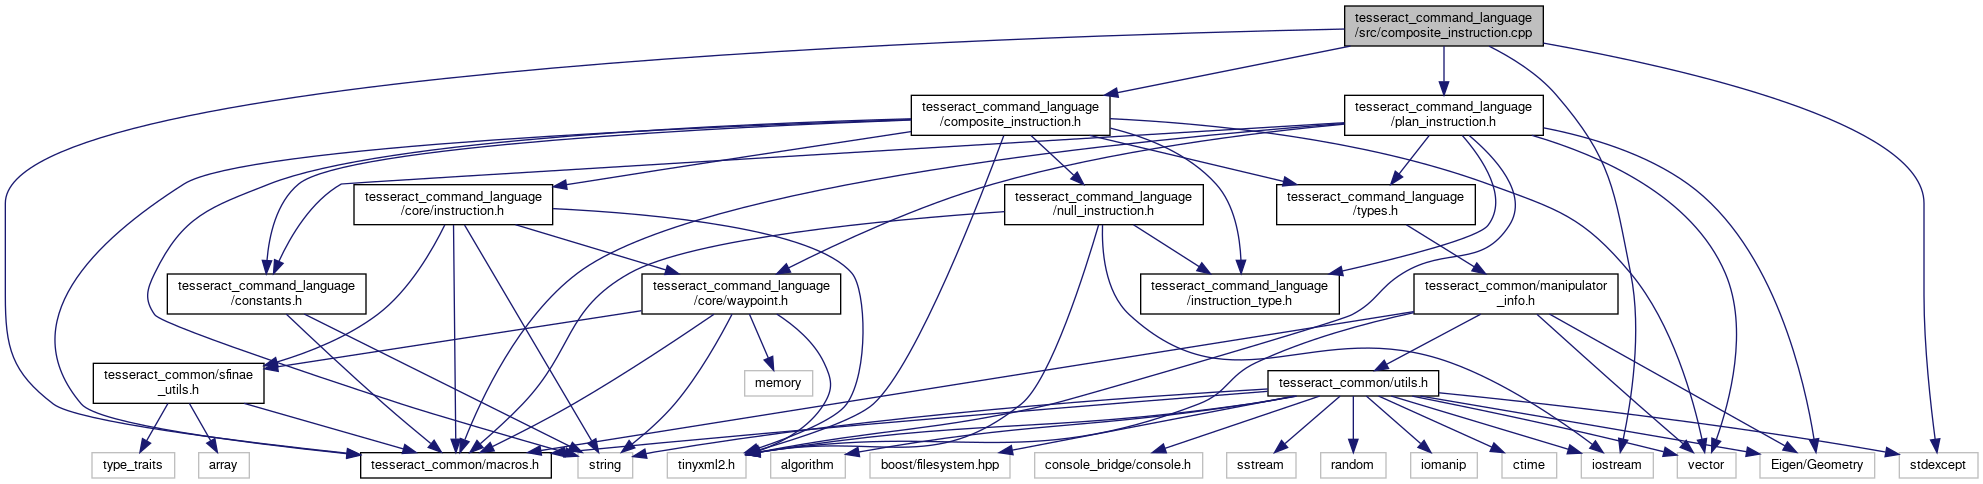 tesseract_command_language
/src/composite_instruction.cpp
tesseract_command_language
/composite_instruction.h
tesseract_command_language
/plan_instruction.h
tesseract_command_language
/core/instruction.h
tesseract_command_language
/null_instruction.h
tesseract_command_language
/types.h
tesseract_command_language
/constants.h
tesseract_command_language
/core/waypoint.h
tesseract_command_language
/instruction_type.h
tesseract_common/manipulator
_info.h
tesseract_common/sfinae
_utils.h
memory
tesseract_common/utils.h
type_traits
array
tesseract_common/macros.h
string
tinyxml2.h
algorithm
boost/filesystem.hpp
console_bridge/console.h
sstream
random
iomanip
ctime
iostream
vector
Eigen/Geometry
stdexcept